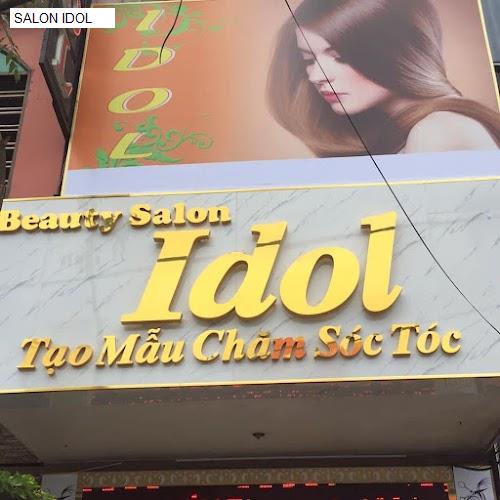 SALON IDOL
IDOL
Beauty Salon
Idol
Tạo Mẫu Chăm Sóc Tóc